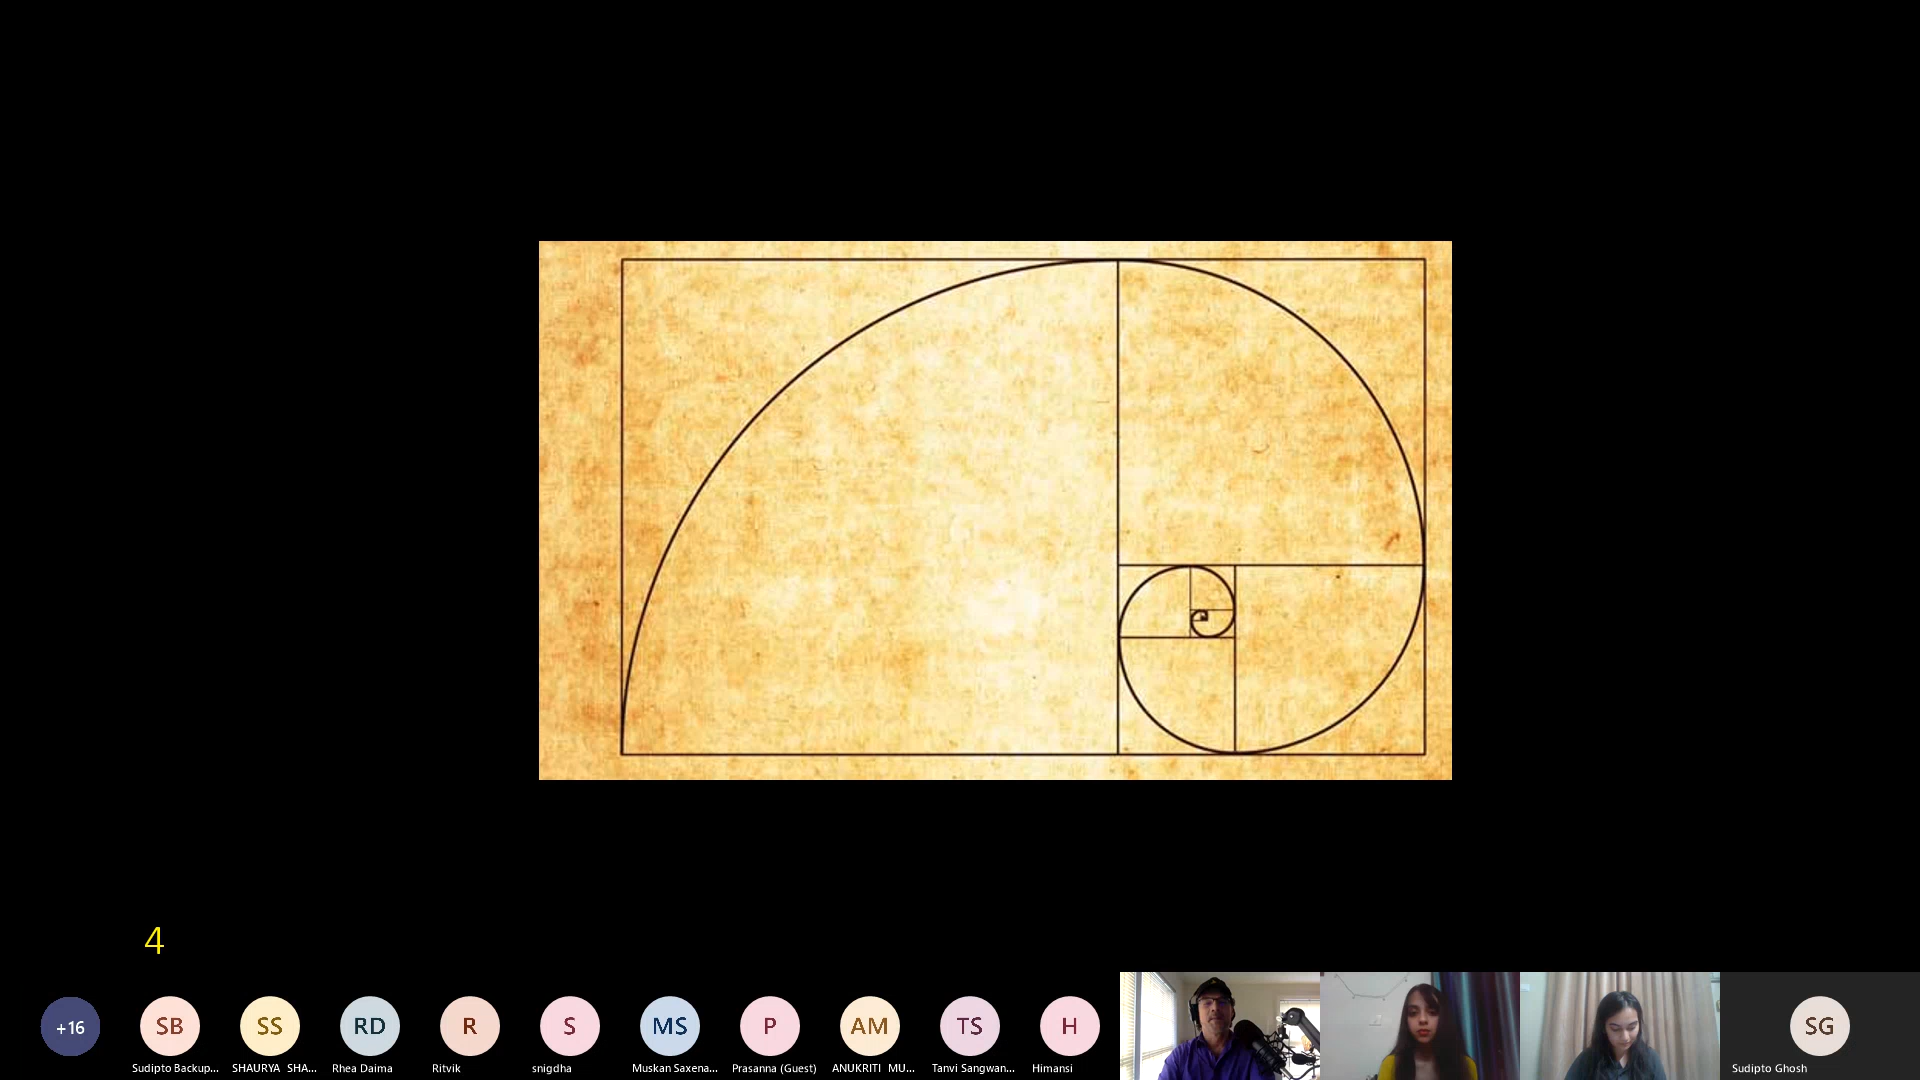 4
+16
SB
SS
RD
R
S
MS
P
AM
TS
H
SG
Sudipto Backup...
SHAURYA SHA...
Rhea Daima
Ritvik
snigdha
Muskan Saxena...
Prasanna (Guest)
ANUKRITI MU...
Tanvi Sangwan...
Himansi
Sudipto Ghosh